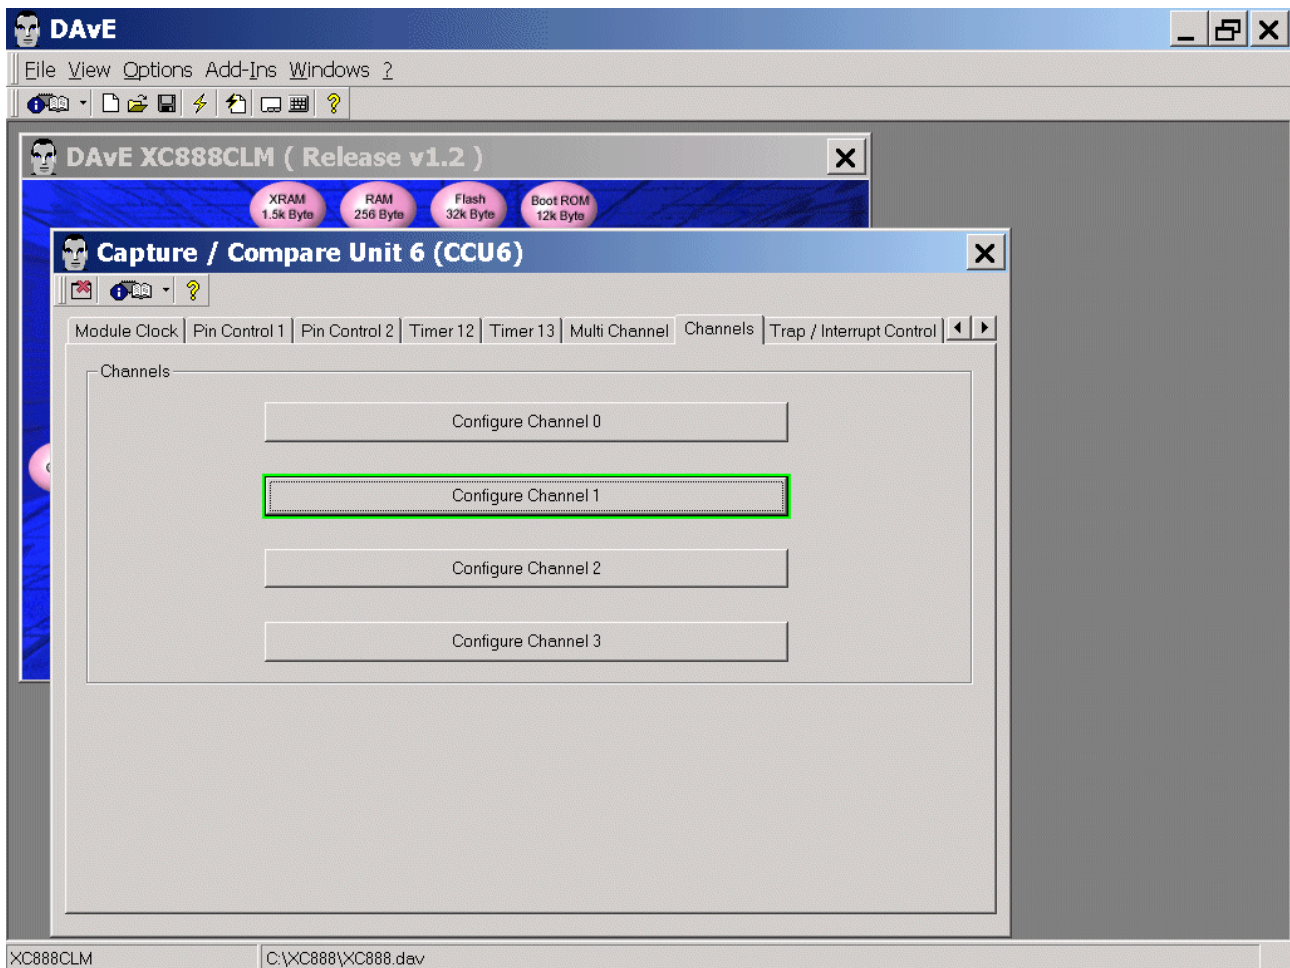 DAvE
File View Options Add-Ins Windows ?
DAvE XC888CLM ( Release v1.2 )
XRAM
1.5k Byte
RAM
256 Byte
Flash
32k Byte
Boot ROM
12k Byte
Capture / Compare Unit 6 (CCU6)
Module Clock Pin Control 1 Pin Control 2 Timer 12 Timer 13 Multi Channel Channels Trap / Interrupt Control
Channels
Configure Channel 0
Configure Channel 1
Configure Channel 2
Configure Channel 3
XC888CLM C:\XC888\XC888.dav